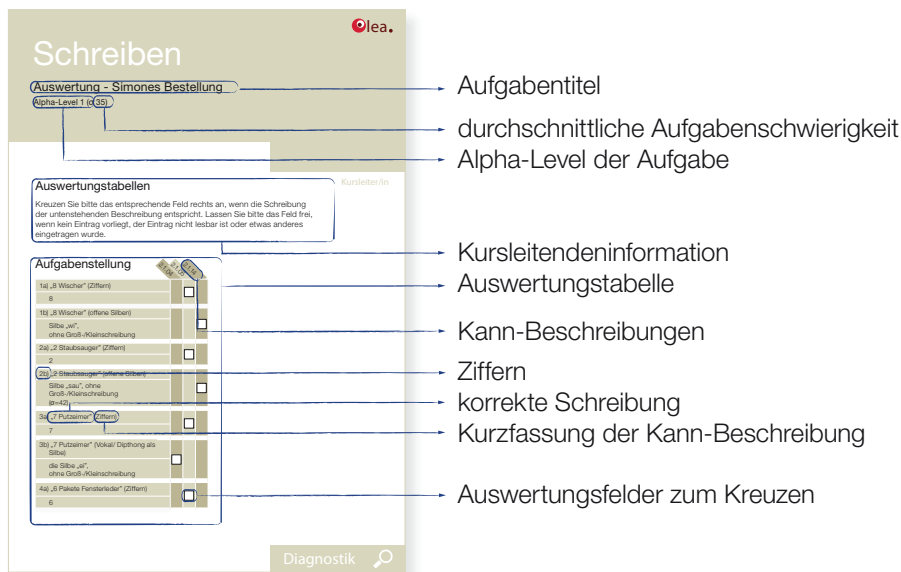 lea.
Schreiben
Auswertung - Simones Bestellung
Alpha-Level 1 (σ 35)
Kursleiter/in
Auswertungstabellen
Kreuzen Sie bitte das entsprechende Feld rechts an, wenn die Schreibung
der untenstehenden Beschreibung entspricht. Lassen Sie bitte das Feld frei,
wenn kein Eintrag vorliegt, der Eintrag nicht lesbar ist oder etwas anderes
eingetragen wurde.
Aufgabenstellung
1a) „8 Wischer" (Ziffern)
8
1b) „8 Wischer" (offene Silben)
Silbe „wi",
ohne Groß-/Kleinschreibung
2a) „2 Staubsauger" (Ziffern)
2
2b) „2 Staubsauger" (offene Silben)
Silbe „sau", ohne
Groß-/Kleinschreibung
(σ=42)
3a) „7 Putzeimer" (Ziffern)
7
3b) „7 Putzeimer" (Vokal/ Dipthong als
Silbe)
die Silbe „ei",
ohne Groß-/Kleinschreibung
4a) „6 Pakete Fensterleder" (Ziffern)
6
Diagnostik
Aufgabentitel
durchschnittliche Aufgabenschwierigkeit
Alpha-Level der Aufgabe
Kursleitendeninformation
Auswertungstabelle
Kann-Beschreibungen
Ziffern
korrekte Schreibung
Kurzfassung der Kann-Beschreibung
Auswertungsfelder zum Kreuzen